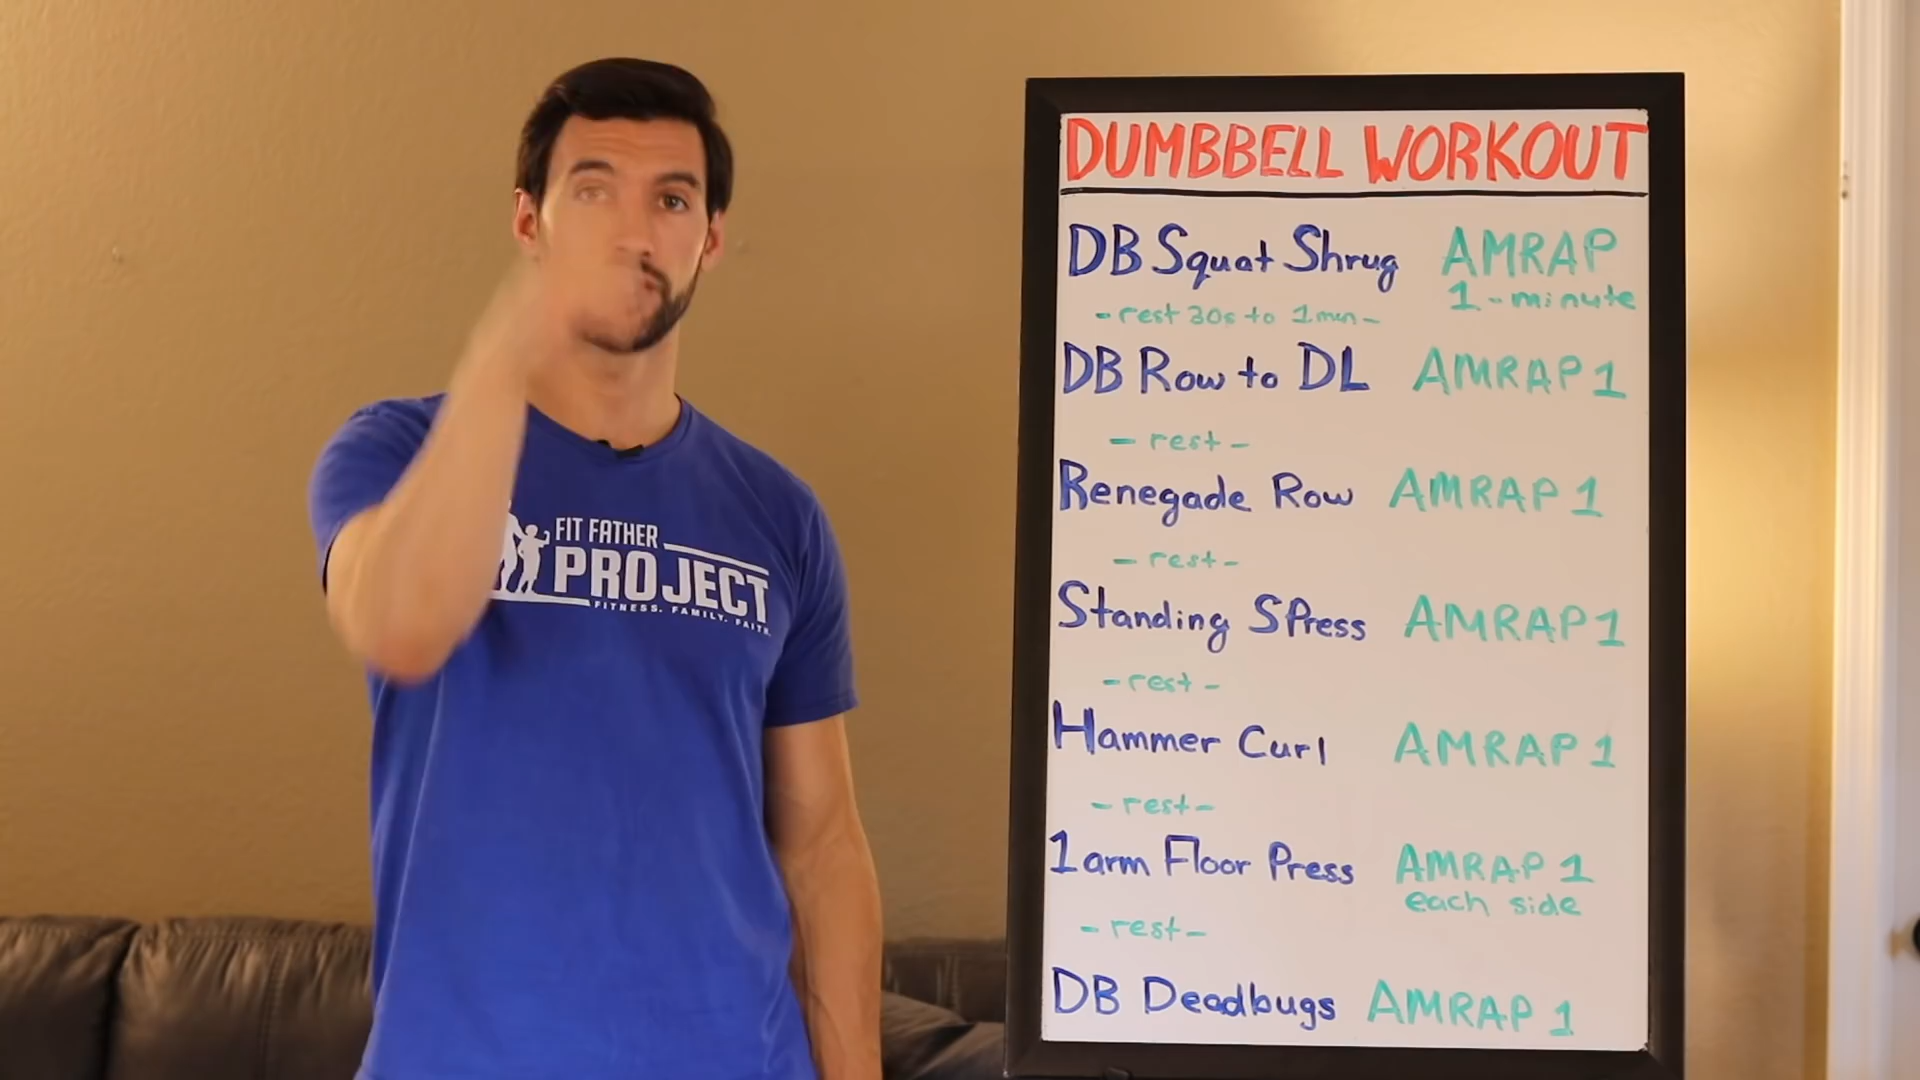 FIT FATHER
PROJECT
FITNESS. FAMILY. FAITH.
DUMBBELL WORKOUT
DB Squat Shrug AMRAP
1-minute
-rest 30s to 1min-
DB Row to DL AMRAP 1
- rest -
Renegade Row AMRAP 1
- rest -
Standing SPress AMRAP 1
- rest -
Hammer Curl AMRAP 1
- rest -
1arm Floor Press AMRAP 1
each side
- rest -
DB Deadbugs AMRAP 1